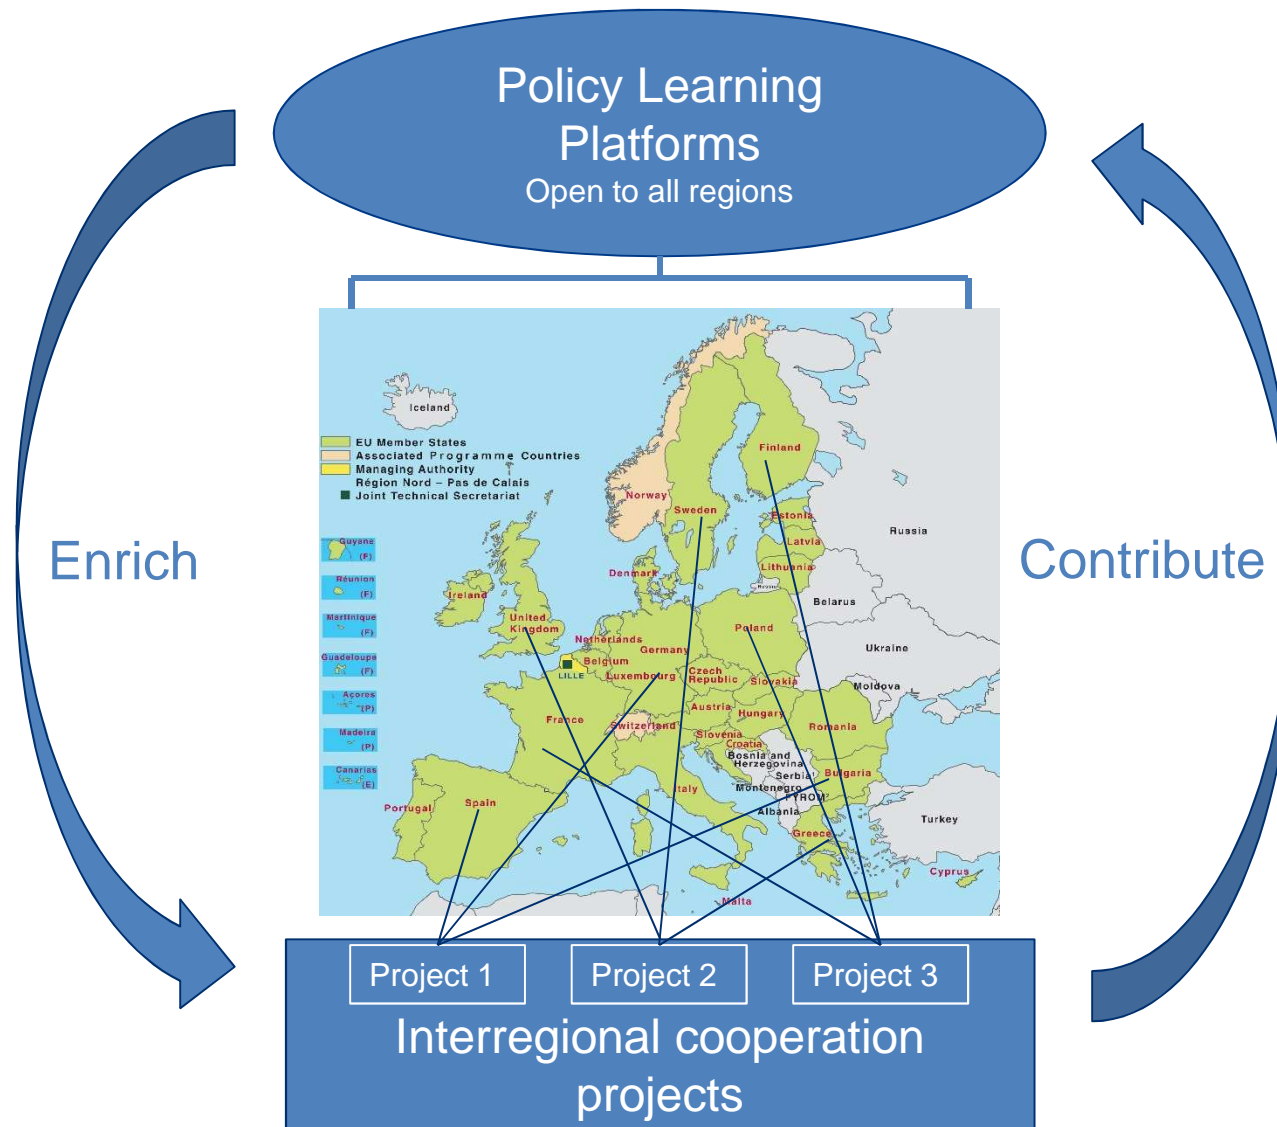 Policy Learning
Platforms
Open to all regions
Iceland
EU Member States
Associated Programme Countries
Managing Authority
Région Nord – Pas de Calais
Joint Technical Secretariat
Finland
Norway
Sweden
Estonia
Russia
Latvia
Lithuania
Denmark
Enrich
Contribute
Guyane
(F)
Réunion
(F)
Martinique
(F)
Guadeloupe
(F)
Açores
(P)
Madeira
(P)
Canarias
(E)
Ireland
United
Kingdom
Belarus
Netherlands
Poland
Germany
Belgium
Ukraine
LILLE
Luxembourg
Czech
Republic
Slovakia
Moldova
Austria
Hungary
France
Switzerland
Romania
Slovenia
Croatia
Bosnia and
Herzegovina
Serbia
Bulgaria
Montenegro
Italy
FYROM
Albania
Portugal
Spain
Turkey
Greece
Cyprus
Malta
Project 1
Project 2
Project 3
Interregional cooperation
projects